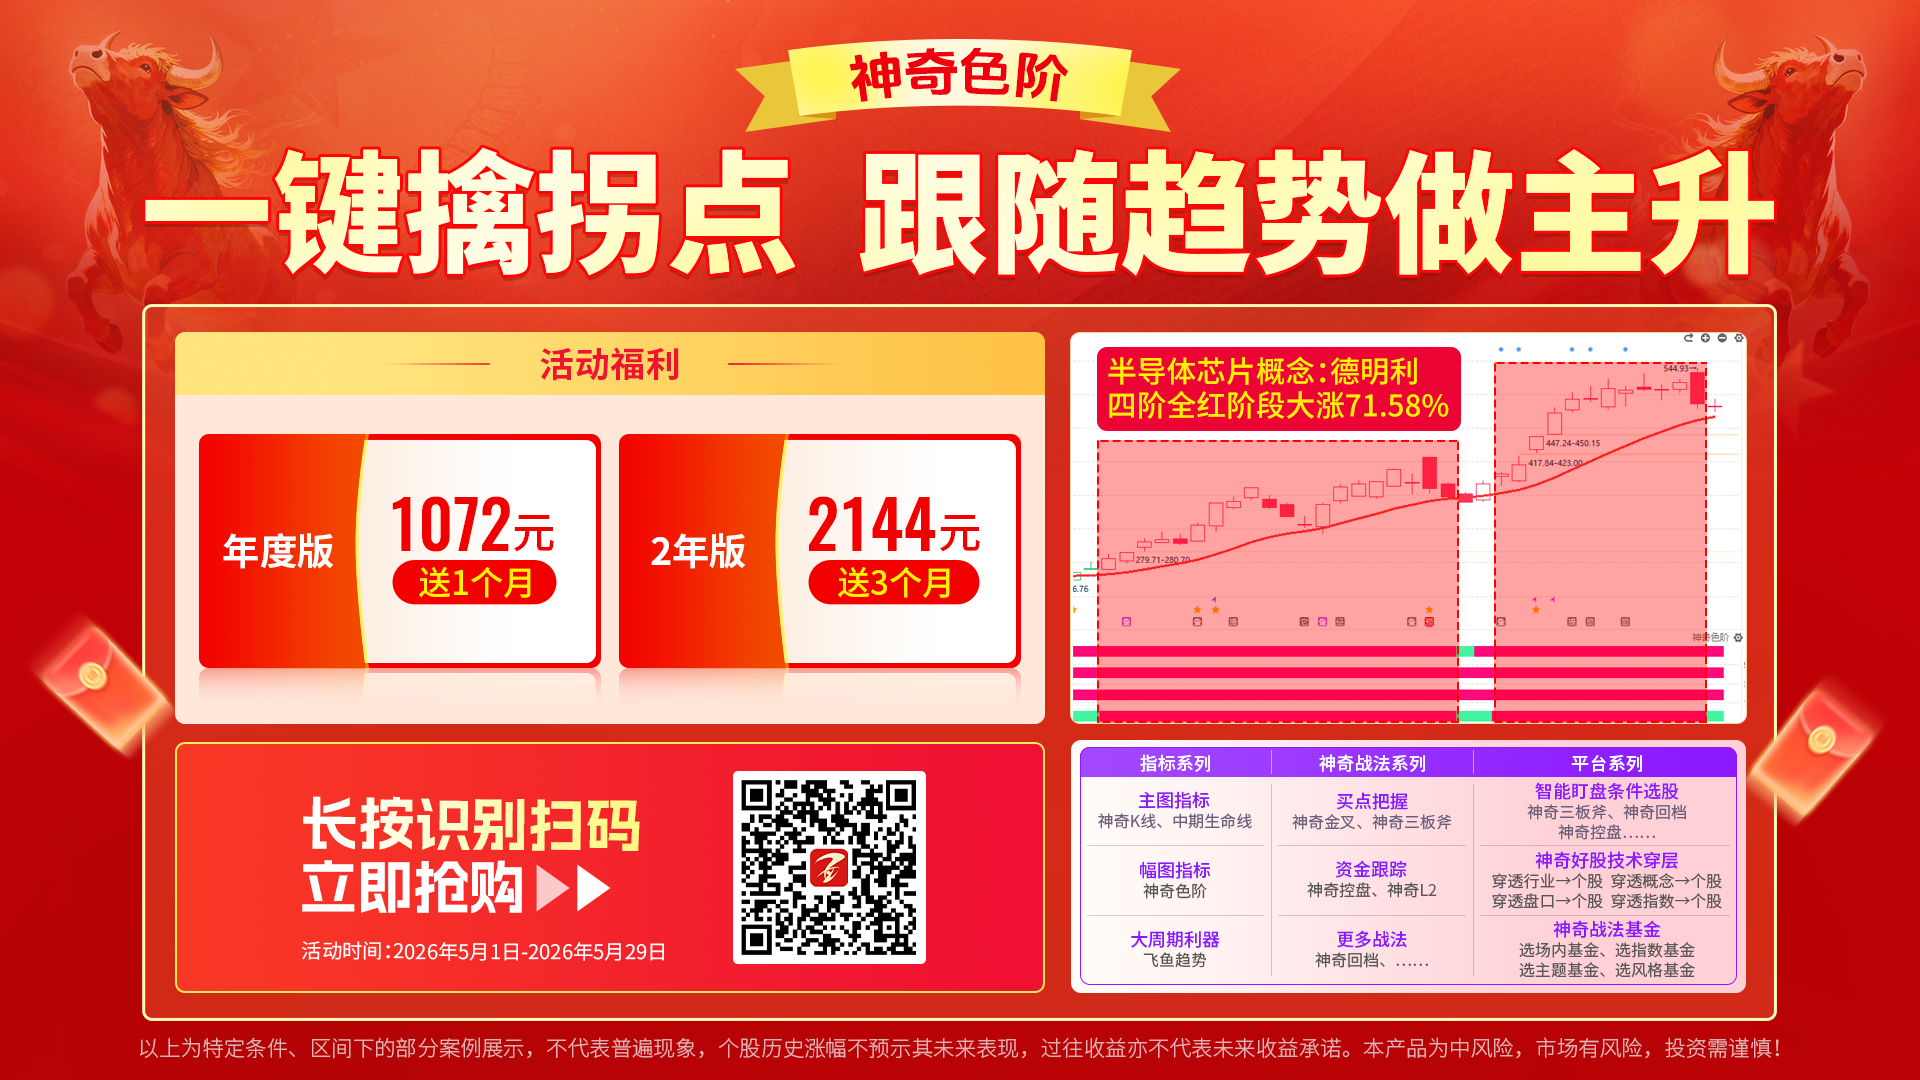 神奇色阶
一键擒拐点 跟随趋势做主升
活动福利
年度版
1072元
送1个月
2年版
2144元
送3个月
半导体芯片概念：德明利
四阶全红阶段大涨71.58%
544.93
447.24-450.15
417.84-423.00
279.71-280.70
6.76
神奇色阶
长按识别扫码
立即抢购
活动时间：2026年5月1日-2026年5月29日
指标系列 神奇战法系列 平台系列
主图指标
神奇K线、中期生命线
买点把握
神奇金叉、神奇三板斧
智能盯盘条件选股
神奇三板斧、神奇回档
神奇控盘……
幅图指标
神奇色阶
资金跟踪
神奇控盘、神奇L2
神奇好股技术穿层
穿透行业→个股 穿透概念→个股
穿透盘口→个股 穿透指数→个股
大周期利器
飞鱼趋势
更多战法
神奇回档、……
神奇战法基金
选场内基金、选指数基金
选主题基金、选风格基金
以上为特定条件、区间下的部分案例展示，不代表普遍现象，个股历史涨幅不预示其未来表现，过往收益亦不代表未来收益承诺。本产品为中风险，市场有风险，投资需谨慎！